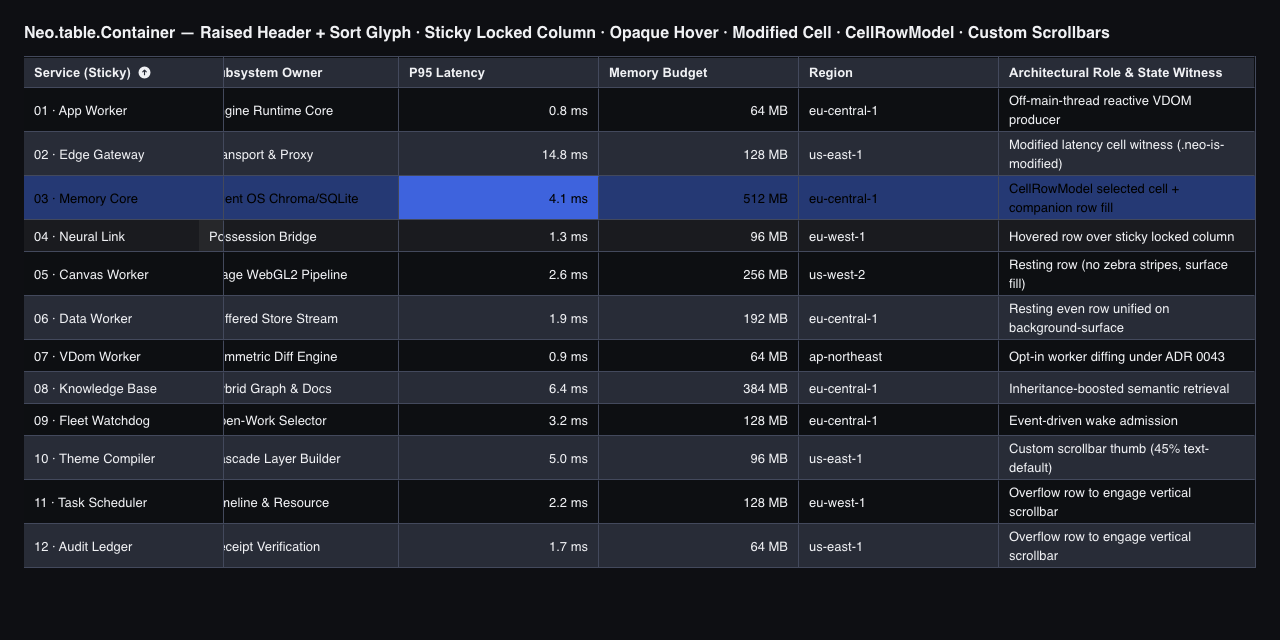 Neo.table.Container — Raised Header + Sort Glyph · Sticky Locked Column · Opaque Hover · Modified Cell · CellRowModel · Custom Scrollbars
Service (Sticky) bsystem Owner P95 Latency Memory Budget Region Architectural Role & State Witness
01 · App Worker gine Runtime Core 0.8 ms 64 MB eu-central-1 Off-main-thread reactive VDOM
producer
02 · Edge Gateway ansport & Proxy 14.8 ms 128 MB us-east-1 Modified latency cell witness (.neo-is-
modified)
03 · Memory Core ent OS Chroma/SQLite 4.1 ms 512 MB eu-central-1 CellRowModel selected cell +
companion row fill
04 · Neural Link Possession Bridge 1.3 ms 96 MB eu-west-1 Hovered row over sticky locked column
05 · Canvas Worker age WebGL2 Pipeline 2.6 ms 256 MB us-west-2 Resting row (no zebra stripes, surface
fill)
06 · Data Worker ffered Store Stream 1.9 ms 192 MB eu-central-1 Resting even row unified on
background-surface
07 · VDom Worker mmetric Diff Engine 0.9 ms 64 MB ap-northeast Opt-in worker diffing under ADR 0043
08 · Knowledge Base brid Graph & Docs 6.4 ms 384 MB eu-central-1 Inheritance-boosted semantic retrieval
09 · Fleet Watchdog en-Work Selector 3.2 ms 128 MB eu-central-1 Event-driven wake admission
10 · Theme Compiler scade Layer Builder 5.0 ms 96 MB us-east-1 Custom scrollbar thumb (45% text-
default)
11 · Task Scheduler meline & Resource 2.2 ms 128 MB eu-west-1 Overflow row to engage vertical
scrollbar
12 · Audit Ledger ceipt Verification 1.7 ms 64 MB us-east-1 Overflow row to engage vertical
scrollbar